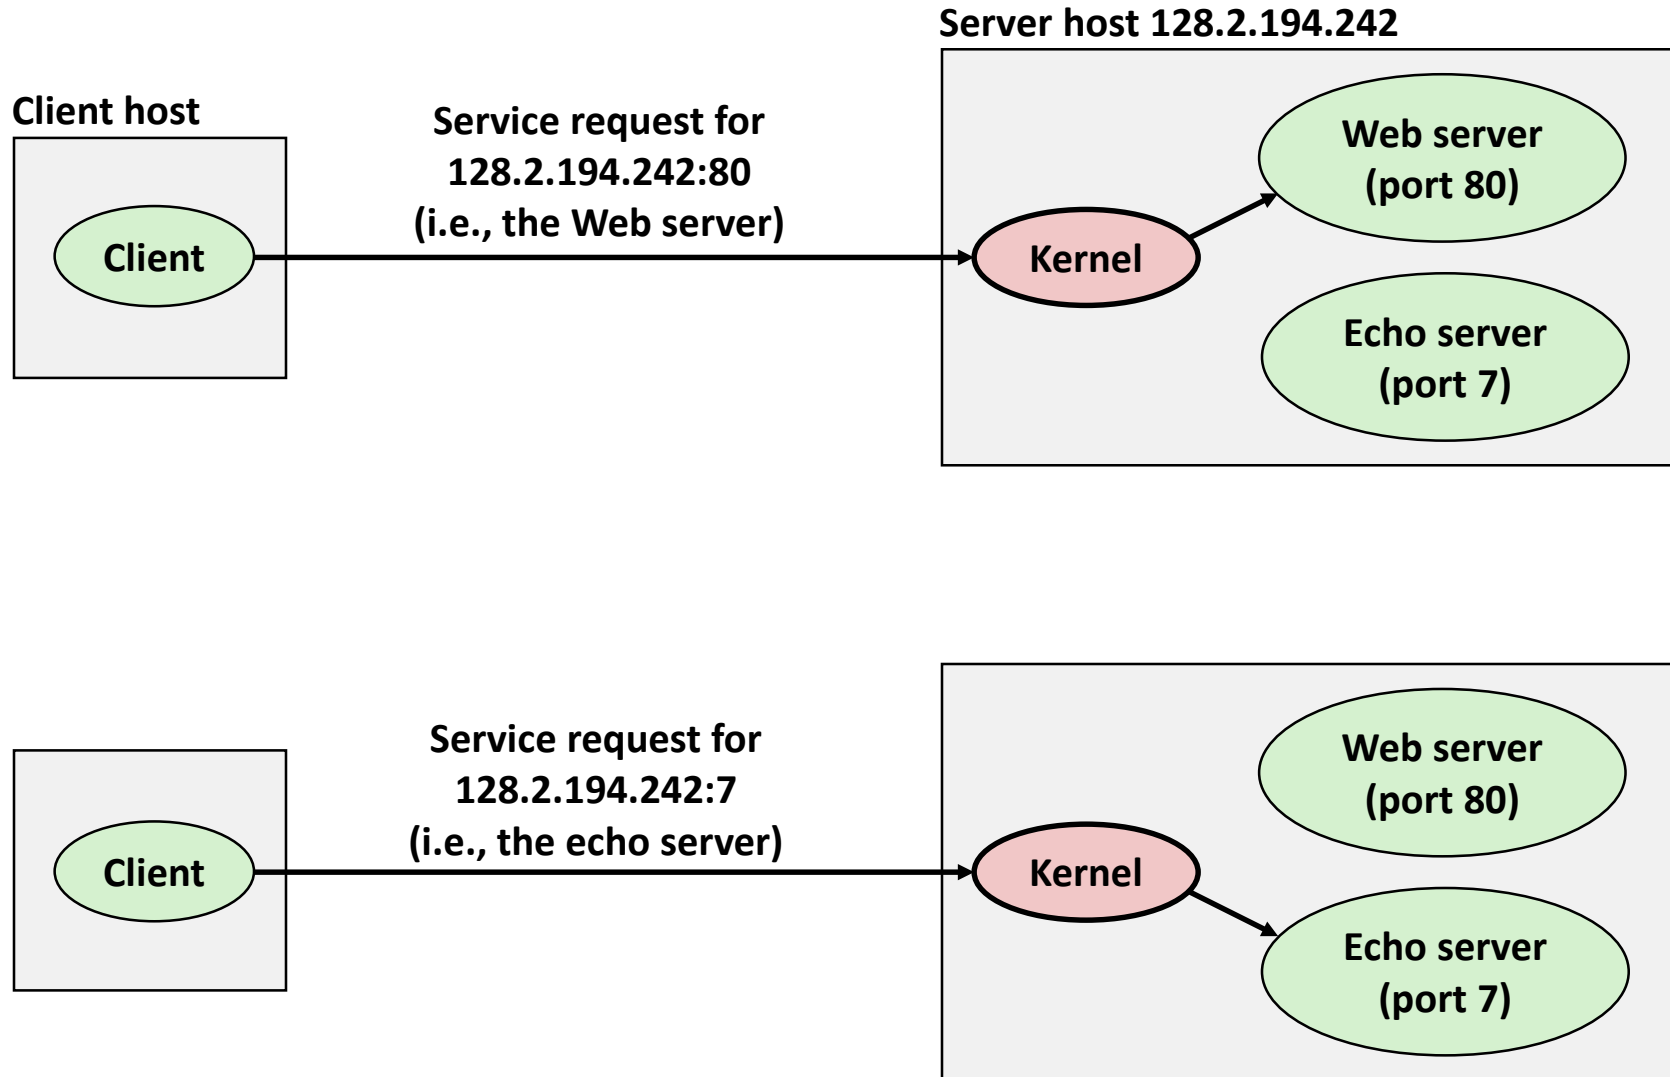 Server host 128.2.194.242
Client host
Service request for
128.2.194.242:80
(i.e., the Web server)
Client
Kernel
Web server
(port 80)
Echo server
(port 7)
Service request for
128.2.194.242:7
(i.e., the echo server)
Client
Kernel
Web server
(port 80)
Echo server
(port 7)